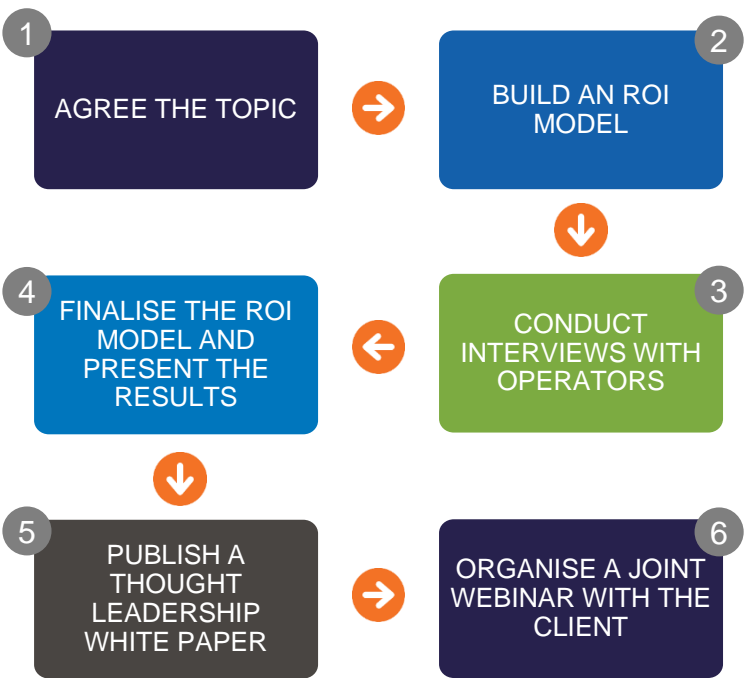 1
AGREE THE TOPIC
2
BUILD AN ROI
MODEL
3
CONDUCT
INTERVIEWS WITH
OPERATORS
4
FINALISE THE ROI
MODEL AND
PRESENT THE
RESULTS
5
PUBLISH A
THOUGHT
LEADERSHIP
WHITE PAPER
6
ORGANISE A JOINT
WEBINAR WITH THE
CLIENT